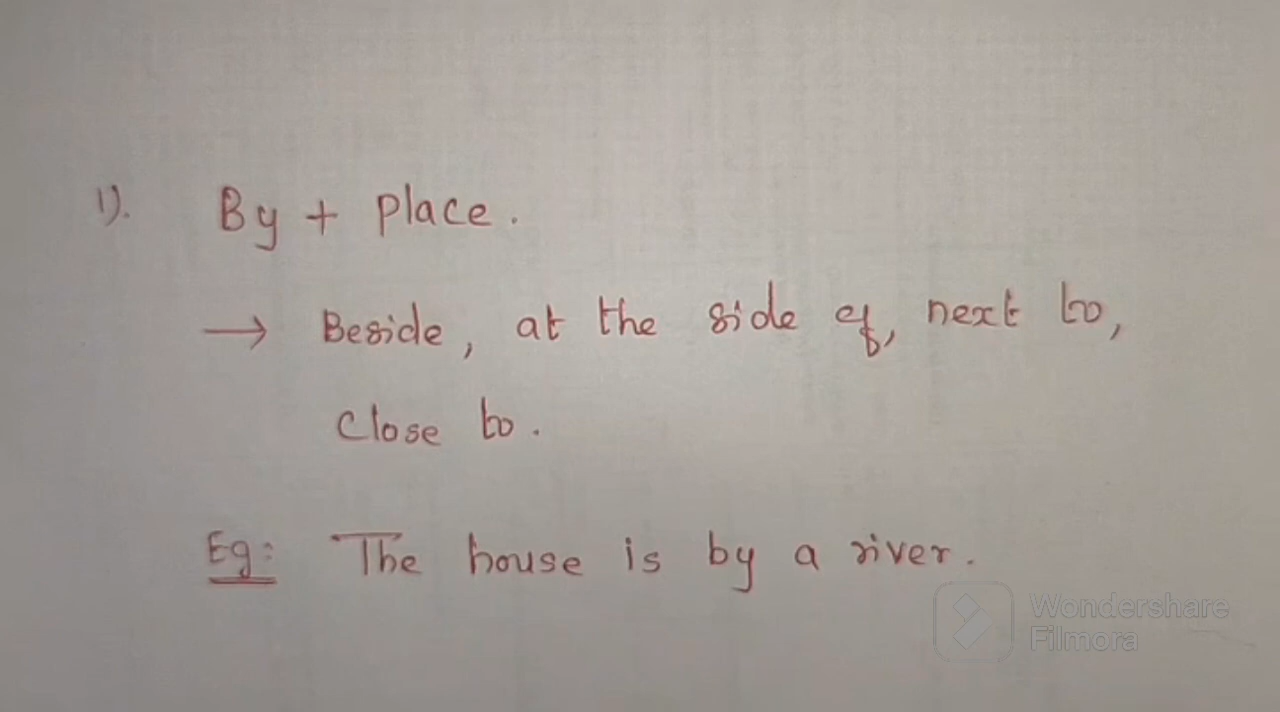 1). By + place.
→ Beside, at the side of, next to,
Close to.
Eg: The house is by a river.
Wondershare
Filmora